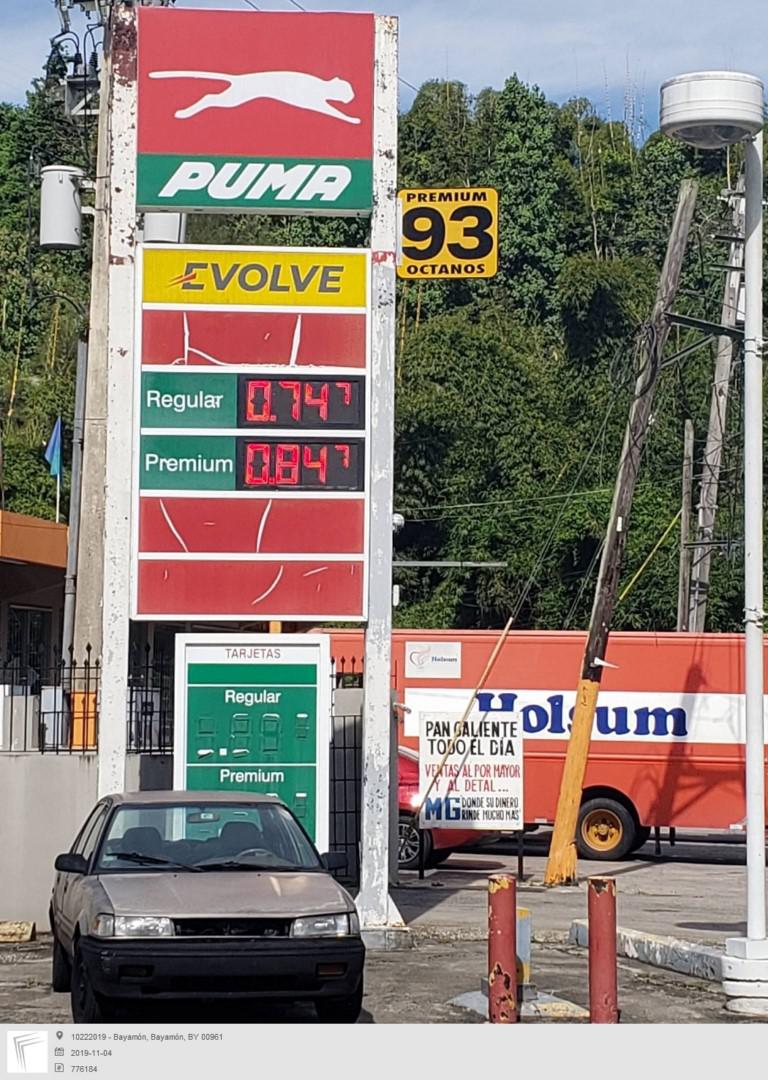 PUMA
PREMIUM
93
OCTANOS
EVOLVE
Regular 0.74⁷
Premium 0.84⁷
TARJETAS
Regular
Premium
Holsum
Holsum
PAN CALIENTE
TODO EL DÍA
VENTAS AL POR MAYOR
Y AL DETAL...
MG DONDE SU DINERO
RINDE MUCHO MAS
10222019 - Bayamón, Bayamón, BY 00961
2019-11-04
776184